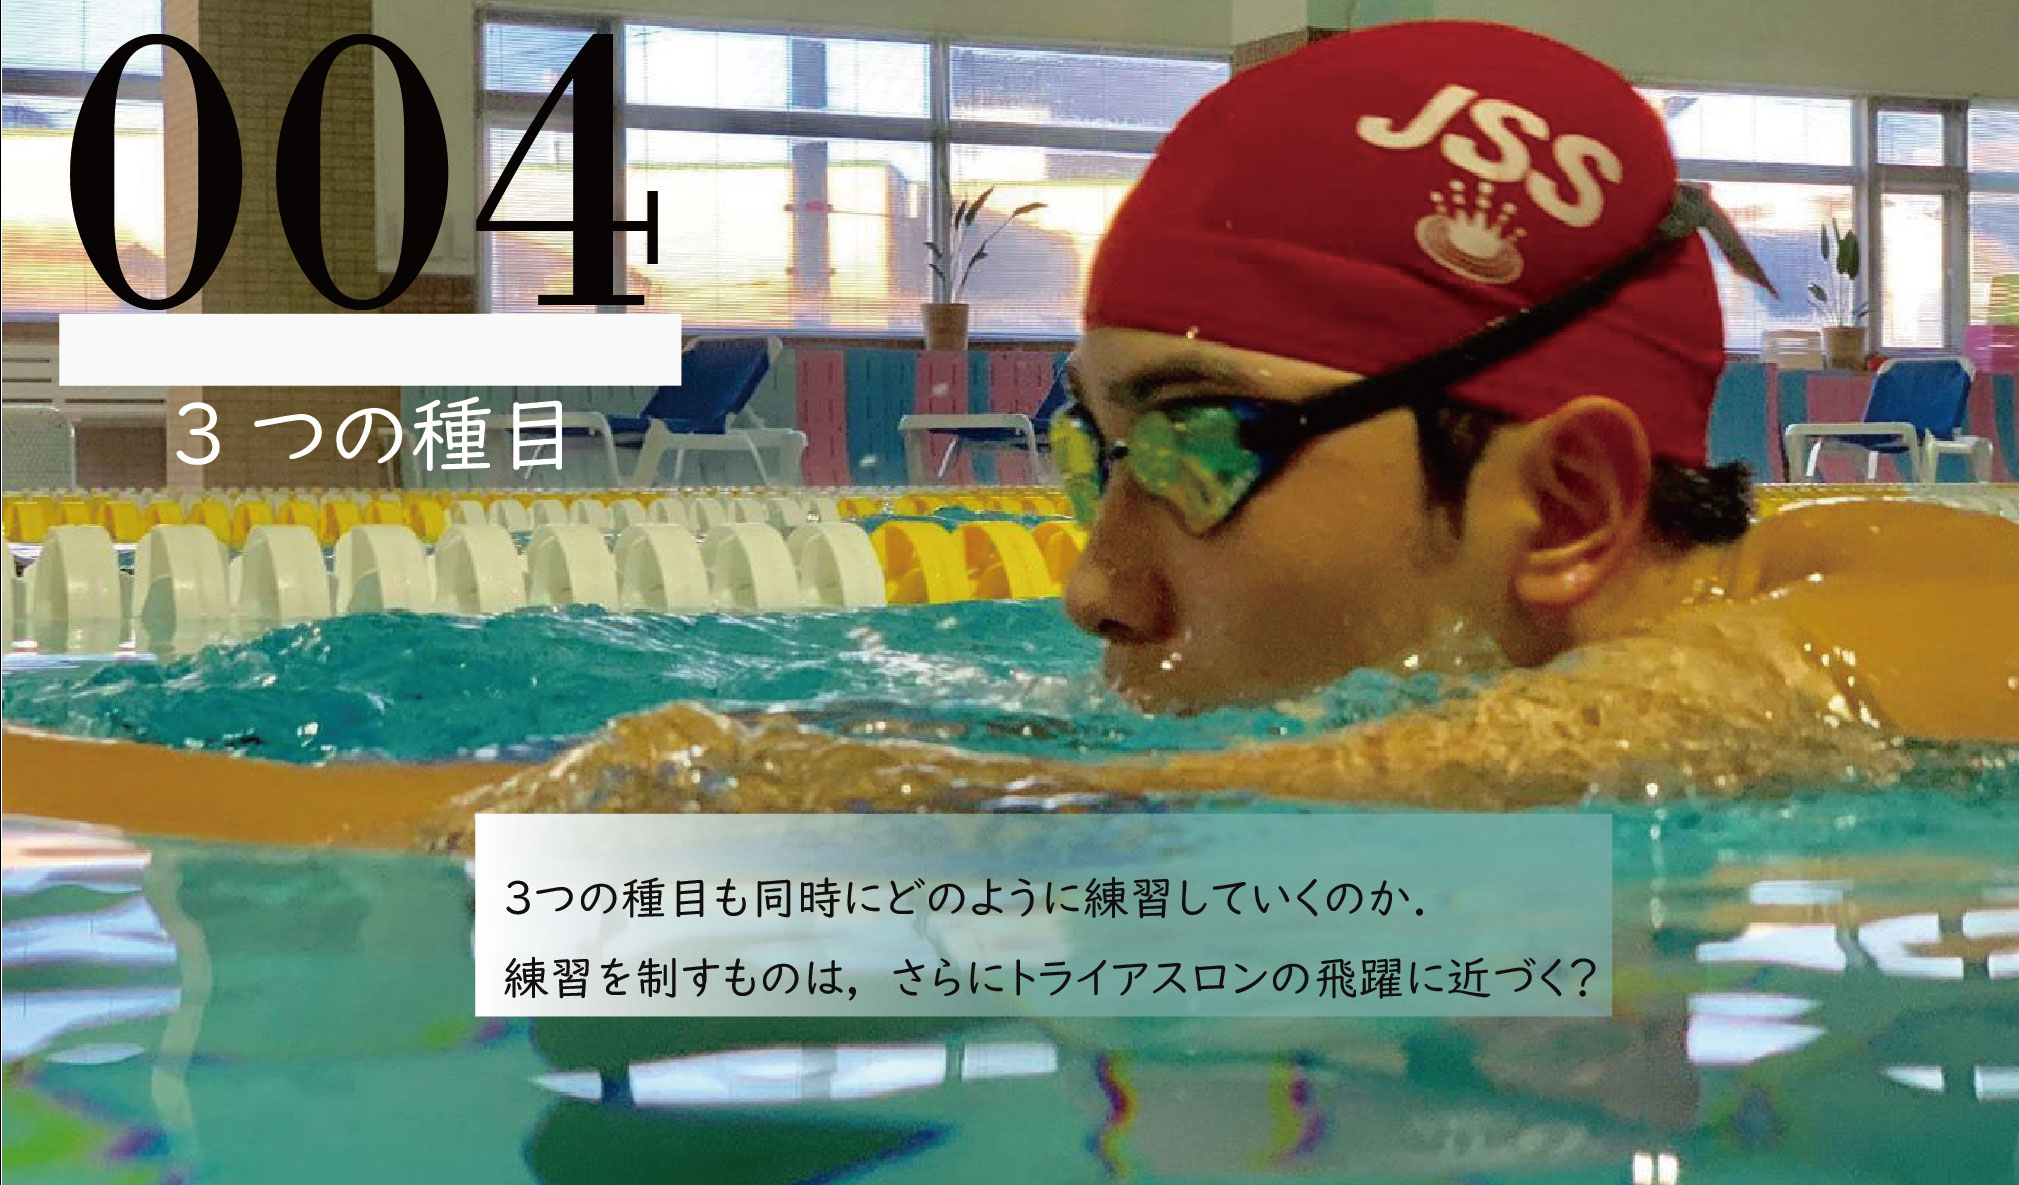 004
3つの種目
JSS
3つの種目も同時にどのように練習していくのか．
練習を制すものは，さらにトライアスロンの飛躍に近づく?